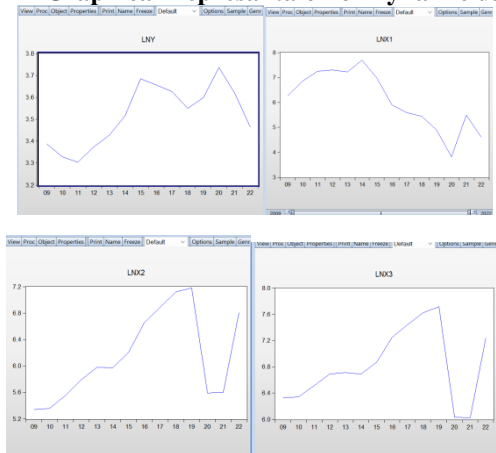 View Proc Object Properties Print Name Freeze Default Options Sample Genr
LNY
3.8
3.7
3.6
3.5
3.4
3.3
3.2
09 10 11 12 13 14 15 16 17 18 19 20 21 22
View Proc Object Properties Print Name Freeze Default Options Sample Genr
LNX1
8
7
6
5
4
3
09 10 11 12 13 14 15 16 17 18 19 20 21 22
View Proc Object Properties Print Name Freeze Default Options Sample Genr
LNX2
7.2
6.8
6.4
6.0
5.6
5.2
09 10 11 12 13 14 15 16 17 18 19 20 21 22
View Proc Object Properties Print Name Freeze Default Options Sample Genr
LNX3
8.0
7.6
7.2
6.8
6.4
6.0
09 10 11 12 13 14 15 16 17 18 19 20 21 22